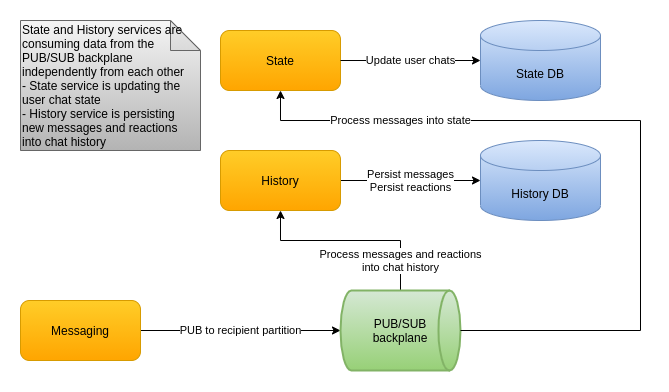 State and History services are
consuming data from the
PUB/SUB backplane
independently from each other
- State service is updating the
user chat state
- History service is persisting
new messages and reactions
into chat history
State
Update user chats
State DB
Process messages into state
History
Persist messages
Persist reactions
History DB
Process messages and reactions
into chat history
Messaging
PUB to recipient partition
PUB/SUB
backplane